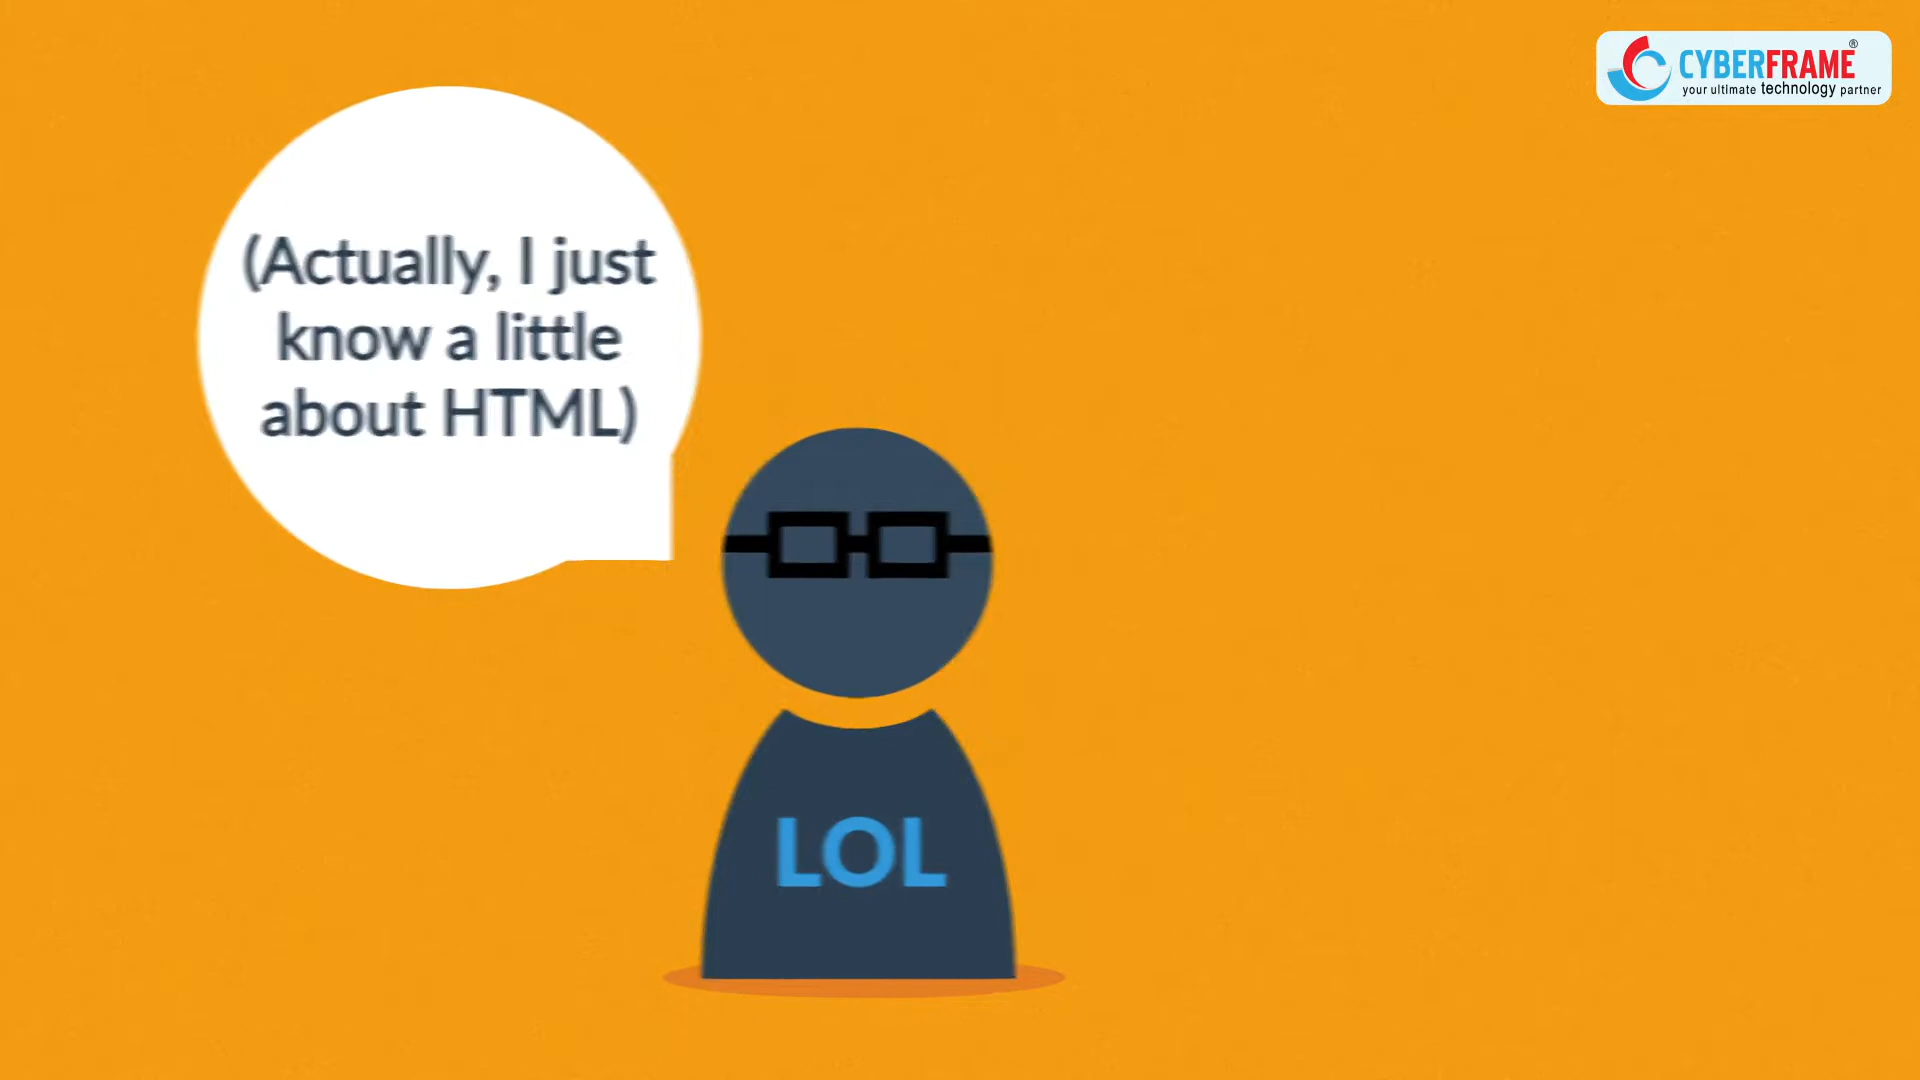 (Actually, I just
know a little
about HTML)
LOL
CYBERFRAME®
your ultimate technology partner